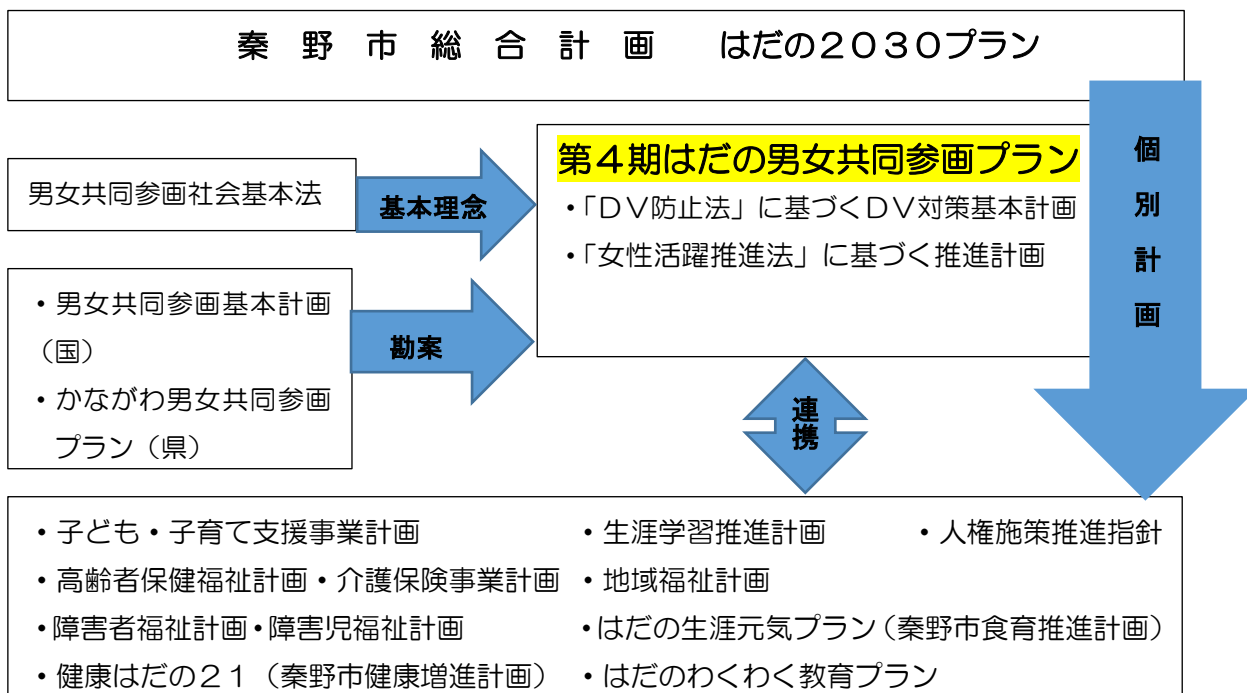 秦野市総合計画　はだの２０３０プラン
男女共同参画社会基本法
基本理念
第４期はだの男女共同参画プラン
・「ＤＶ防止法」に基づくＤＶ対策基本計画
・「女性活躍推進法」に基づく推進計画
個別計画
・男女共同参画基本計画
（国）
・かながわ男女共同参画
プラン（県）
勘案
連携
・子ども・子育て支援事業計画
・高齢者保健福祉計画・介護保険事業計画
・障害者福祉計画・障害児福祉計画
・健康はだの２１（秦野市健康増進計画）
・生涯学習推進計画
・人権施策推進指針
・地域福祉計画
・はだの生涯元気プラン（秦野市食育推進計画）
・はだのわくわく教育プラン